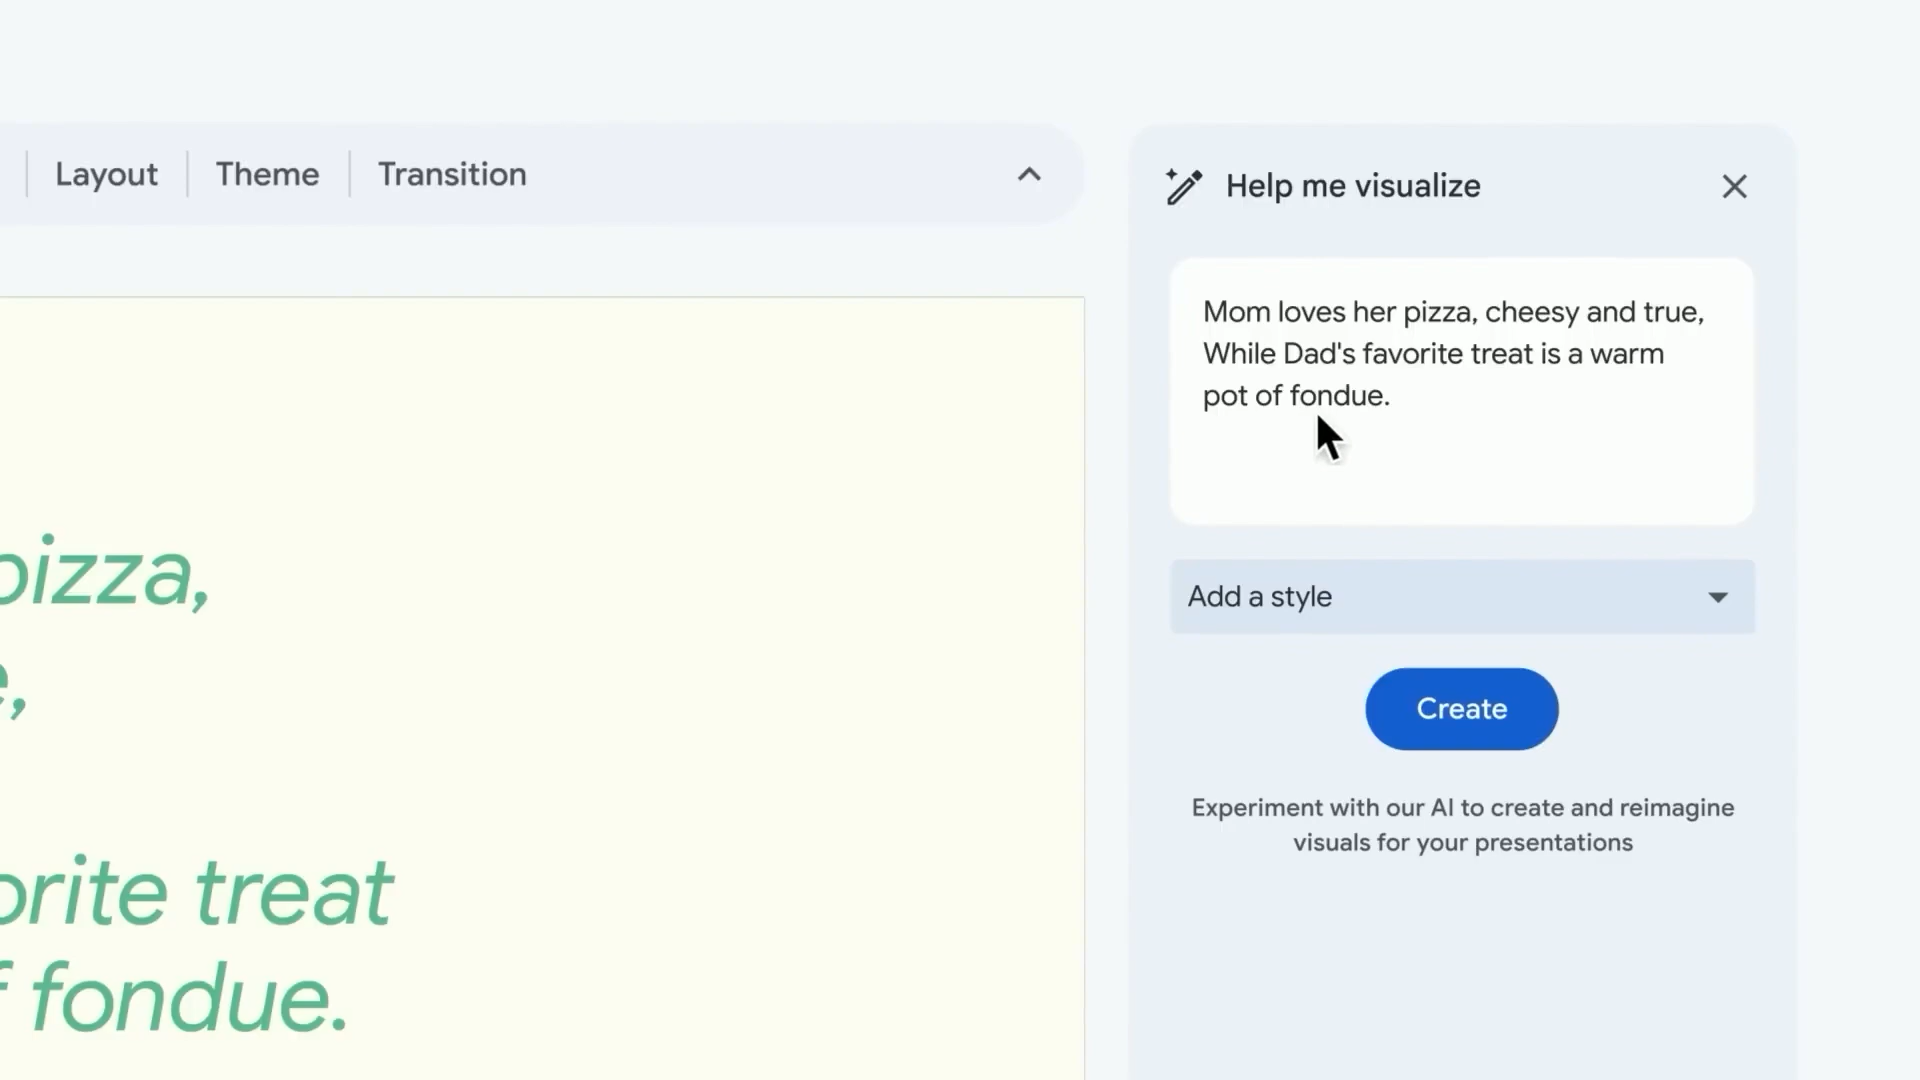 Layout
Theme
Transition
Help me visualize
Mom loves her pizza, cheesy and true,
While Dad's favorite treat is a warm
pot of fondue.
Add a style
Create
Experiment with our AI to create and reimagine
visuals for your presentations
pizza,
treat
fondue.